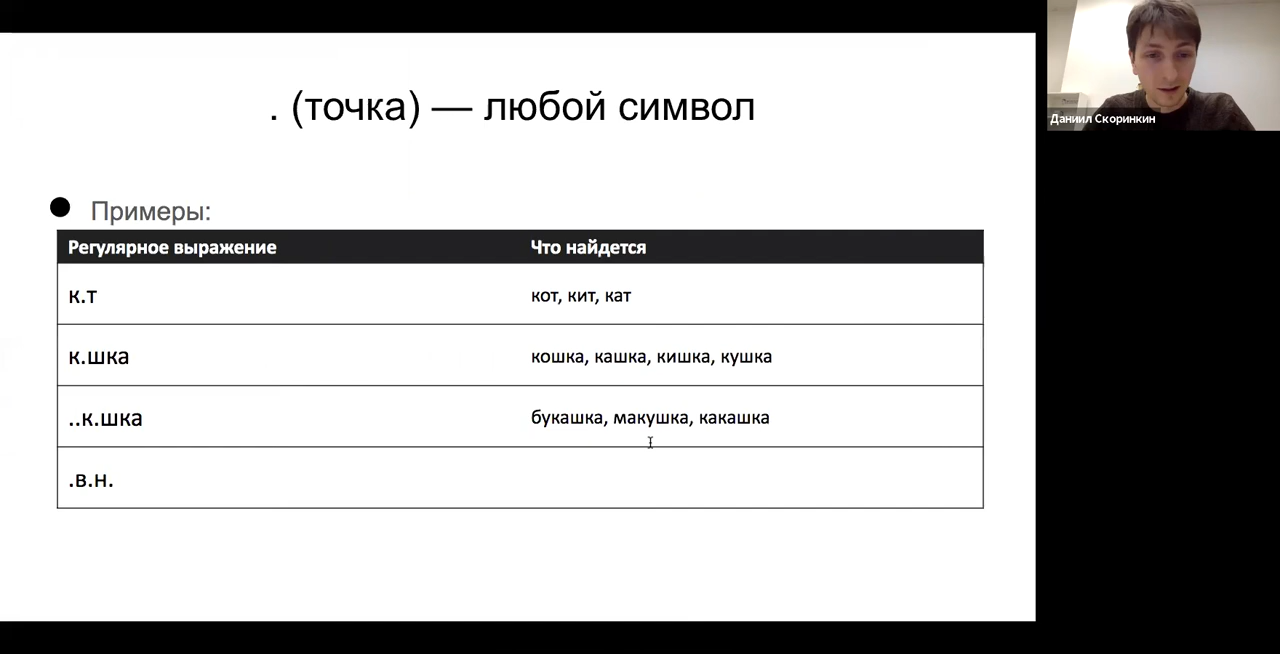 . (точка) — любой символ
Даниил Скоринкин
● Примеры:
Регулярное выражение Что найдется
к.т кот, кит, кат
к.шка кошка, кашка, кишка, кушка
..к.шка букашка, макушка, какашка
.в.н.